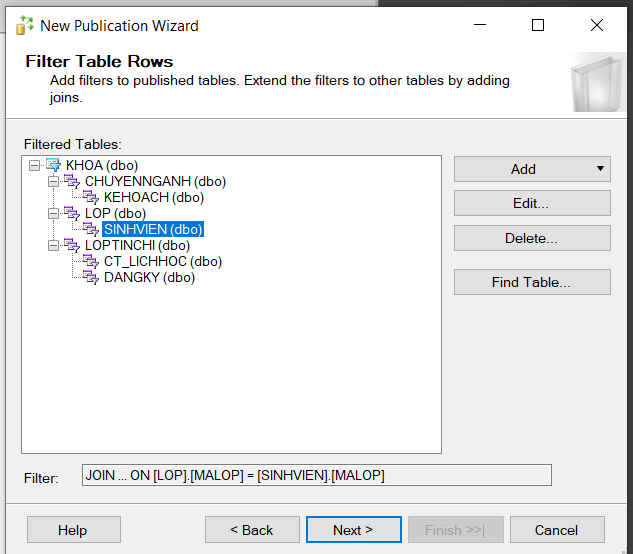 New Publication Wizard
Filter Table Rows
Add filters to published tables. Extend the filters to other tables by adding
joins.
Filtered Tables:
KHOA (dbo)
CHUYENNGANH (dbo)
KEHOACH (dbo)
LOP (dbo)
SINHVIEN (dbo)
LOPTINCHI (dbo)
CT_LICHHOC (dbo)
DANGKY (dbo)
Add
Edit...
Delete...
Find Table...
Filter:
JOIN ... ON [LOP].[MALOP] = [SINHVIEN].[MALOP]
Help
< Back
Next >
Finish >>|
Cancel